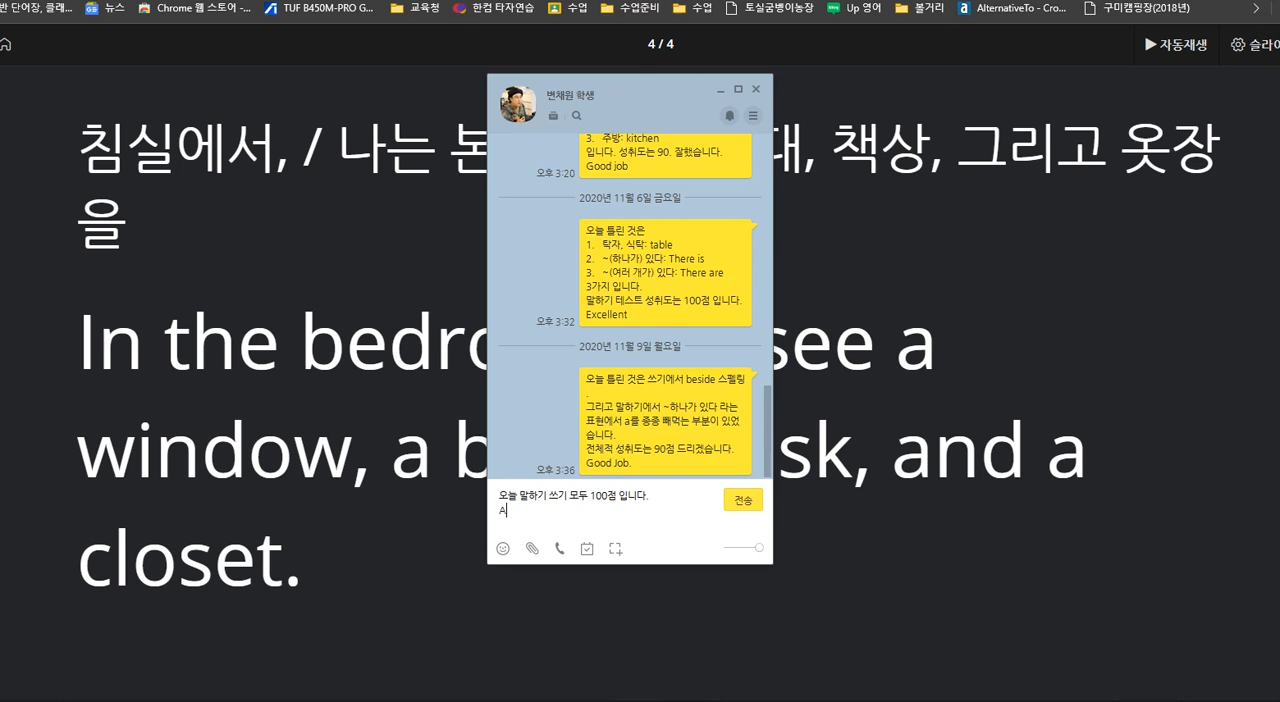 반 단어장, 클래... 뉴스 Chrome 웹 스토어 -... TUF B450M-PRO G... 교육청 한컴 타자연습 수업 수업준비 수업 토실굼벵이농장 Up 영어 볼거리 AlternativeTo - Cro... 구미캠핑장(2018년)
4 / 4
자동재생
슬라이
침실에서, / 나는 본 대, 책상, 그리고 옷장
을
In the bedro see a
window, a b sk, and a
closet.
변채원 학생
3. 주방: kitchen
입니다. 성취도는 90. 잘했습니다.
Good job
오후 3:20
2020년 11월 6일 금요일
오늘 틀린 것은
1. 탁자, 식탁: table
2. ~(하나가) 있다: There is
3. ~(여러 개가) 있다: There are
3가지 입니다.
말하기 테스트 성취도는 100점 입니다.
Excellent
오후 3:32
2020년 11월 9일 월요일
오늘 틀린 것은 쓰기에서 beside 스펠링
.
그리고 말하기에서 ~하나가 있다 라는
표현에서 a를 종종 빼먹는 부분이 있었
습니다.
전체적 성취도는 90점 드리겠습니다.
Good Job.
오후 3:36
오늘 말하기 쓰기 모두 100점 입니다.
A
전송